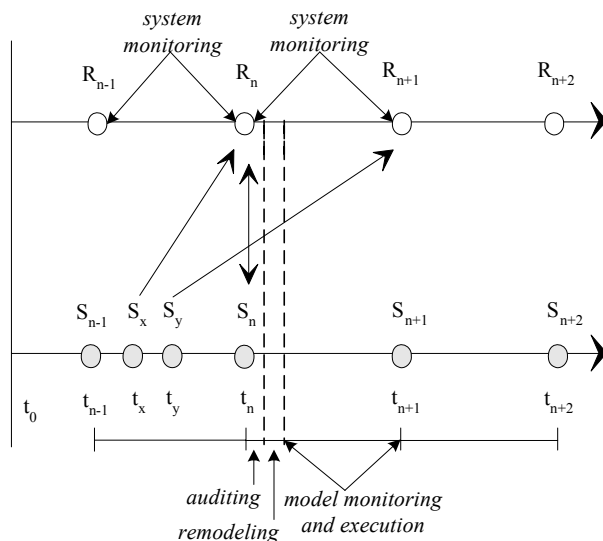 system monitoring
system monitoring
R_{n-1} R_n R_{n+1} R_{n+2}
S_{n-1} S_x S_y S_n S_{n+1} S_{n+2}
t_0 t_{n-1} t_x t_y t_n t_{n+1} t_{n+2}
auditing
remodeling
model monitoring
and execution